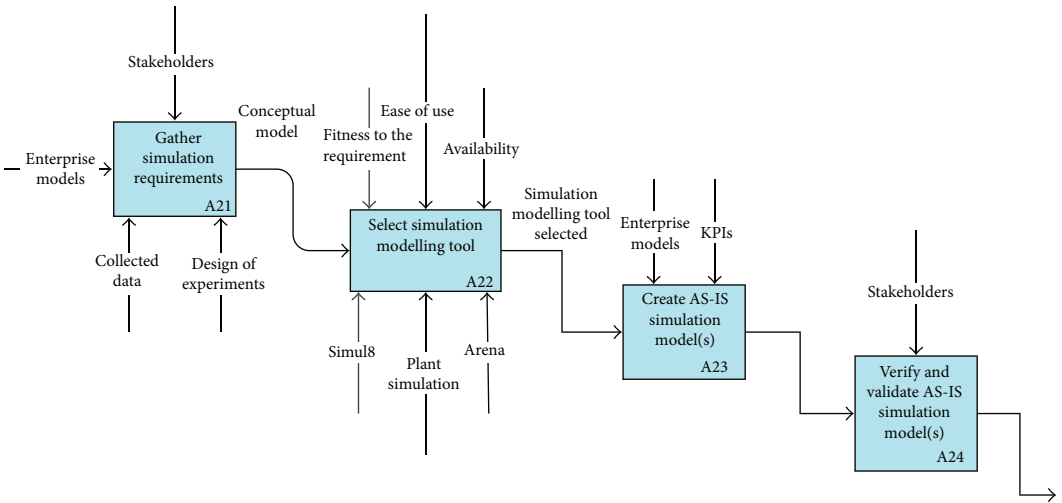 Stakeholders
Enterprise
models
Gather
simulation
requirements
A21
Collected
data
Design of
experiments
Conceptual
model
Fitness to the
requirement
Ease of use
Availability
Select simulation
modelling tool
A22
Simul8
Plant
simulation
Arena
Simulation
modelling tool
selected
Enterprise
models
KPIs
Create AS-IS
simulation
model(s)
A23
Stakeholders
Verify and
validate AS-IS
simulation
model(s)
A24